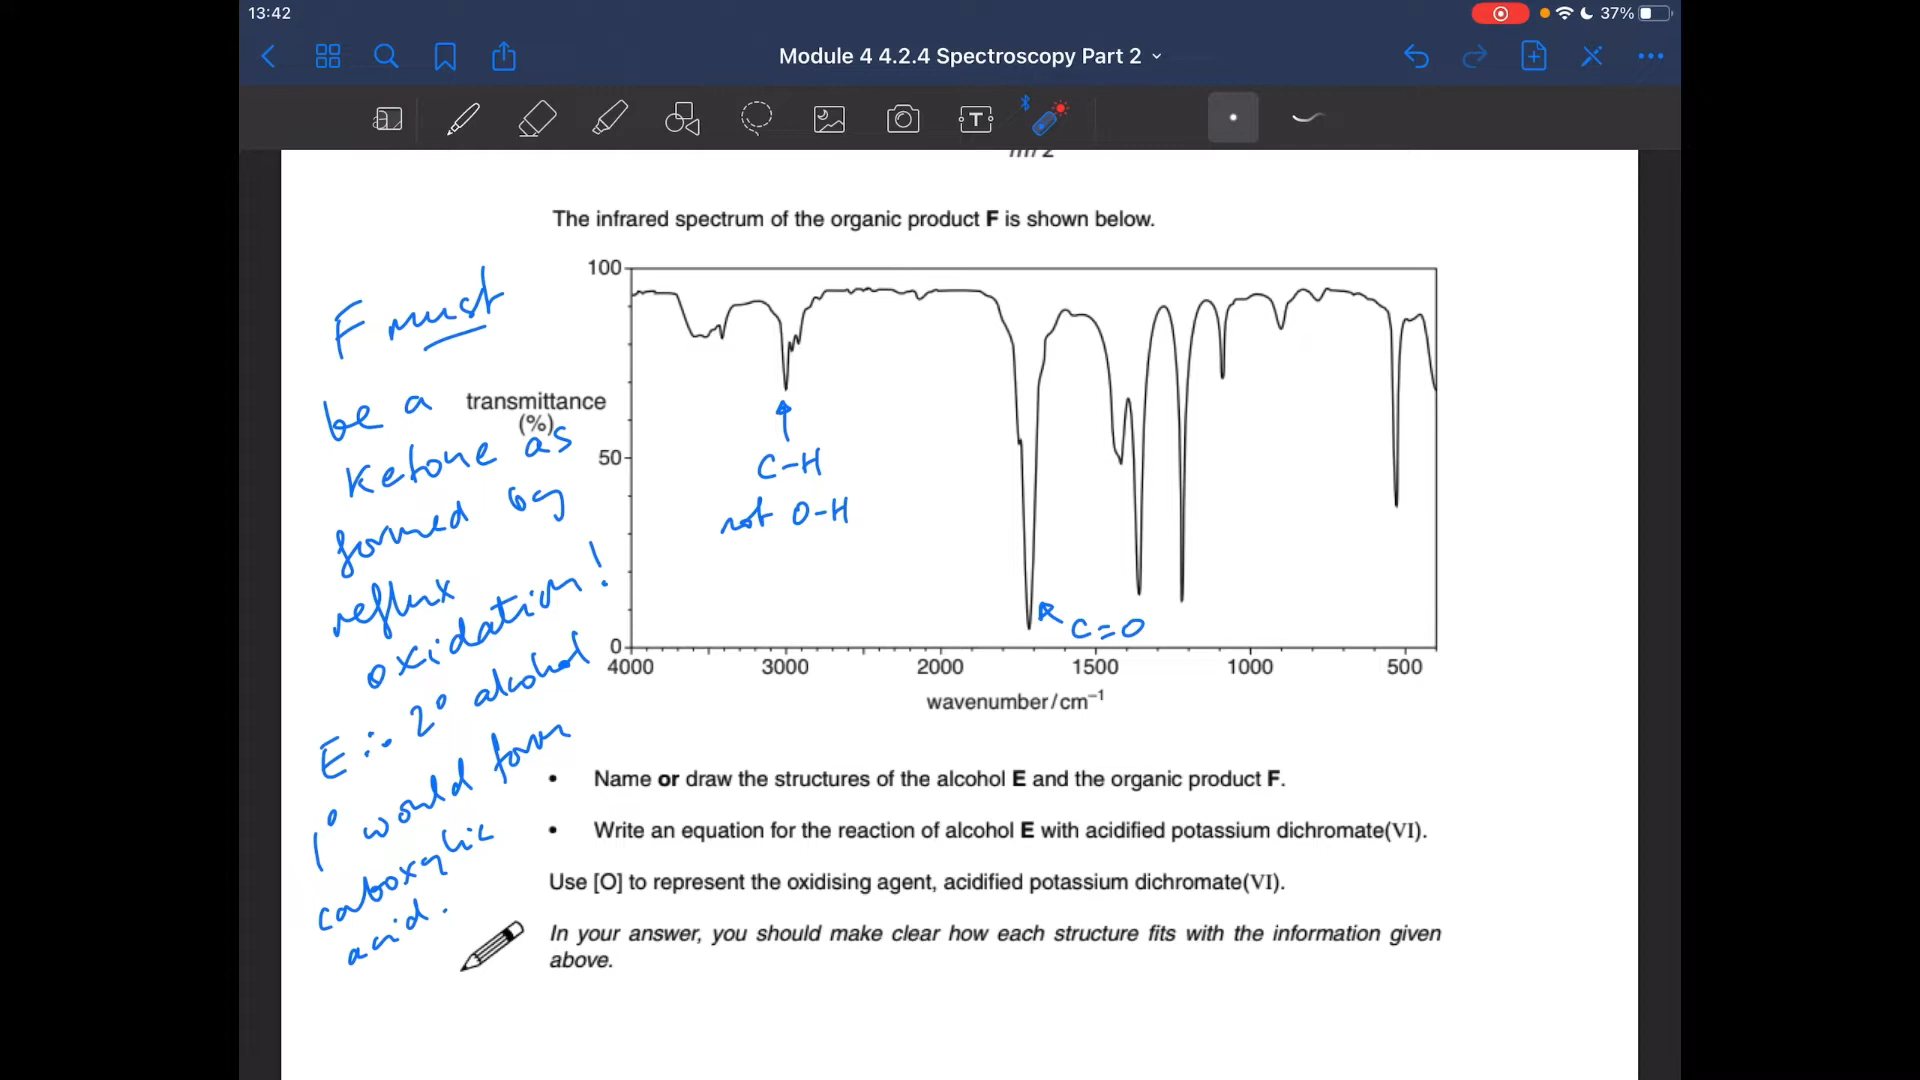 13:42
37%
Module 4 4.2.4 Spectroscopy Part 2
T
m/z
The infrared spectrum of the organic product F is shown below.
100
50
0
transmittance
(%)
4000 3000 2000 1500 1000 500
wavenumber/cm⁻¹
C-H
not O-H
C=O
F must
be a
ketone as
formed by
reflux
oxidation!
E ∴ 2° alcohol
1° would form
carboxylic
acid.
• Name or draw the structures of the alcohol E and the organic product F.
• Write an equation for the reaction of alcohol E with acidified potassium dichromate(VI).
Use [O] to represent the oxidising agent, acidified potassium dichromate(VI).
In your answer, you should make clear how each structure fits with the information given
above.